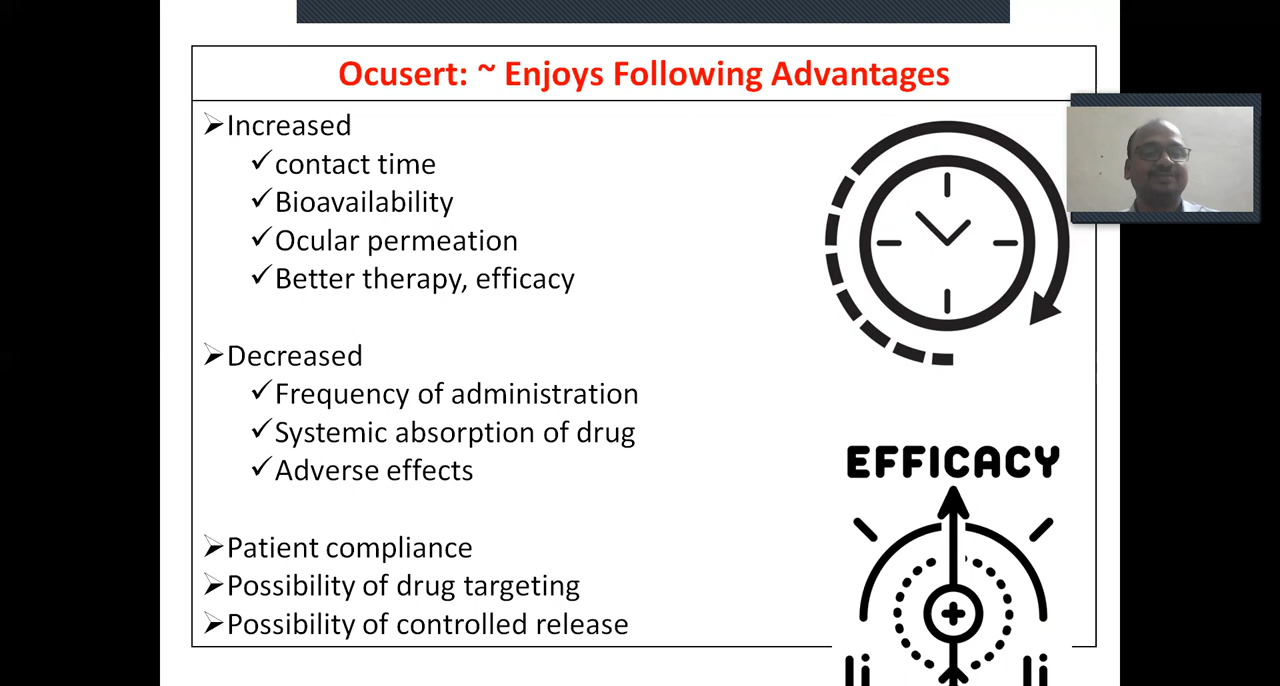 Ocusert: ~ Enjoys Following Advantages
➢Increased
✓contact time
✓Bioavailability
✓Ocular permeation
✓Better therapy, efficacy
➢Decreased
✓Frequency of administration
✓Systemic absorption of drug
✓Adverse effects
➢Patient compliance
➢Possibility of drug targeting
➢Possibility of controlled release
EFFICACY